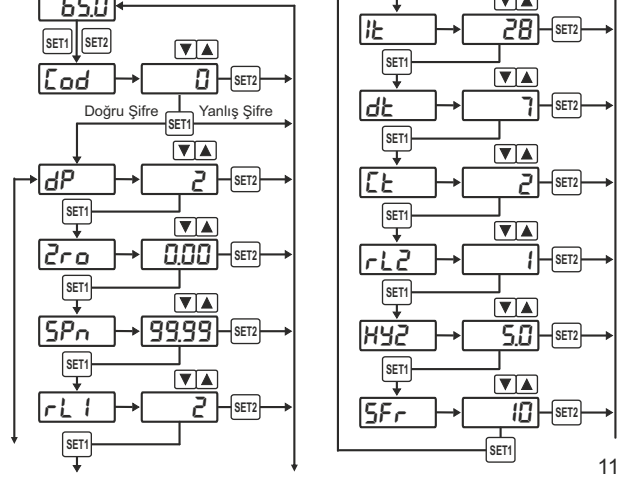 65.0
SET1 SET2
Cod 0 SET2
Doğru Şifre SET1 Yanlış Şifre
dP 2 SET2
SET1
Zro 0.00 SET2
SET1
SPn 99.99 SET2
SET1
rL1 2 SET2
SET1
It 28 SET2
SET1
dt 7 SET2
SET1
Ct 2 SET2
SET1
rL2 1 SET2
SET1
HY2 5.0 SET2
SET1
SFr 10 SET2
SET1
11